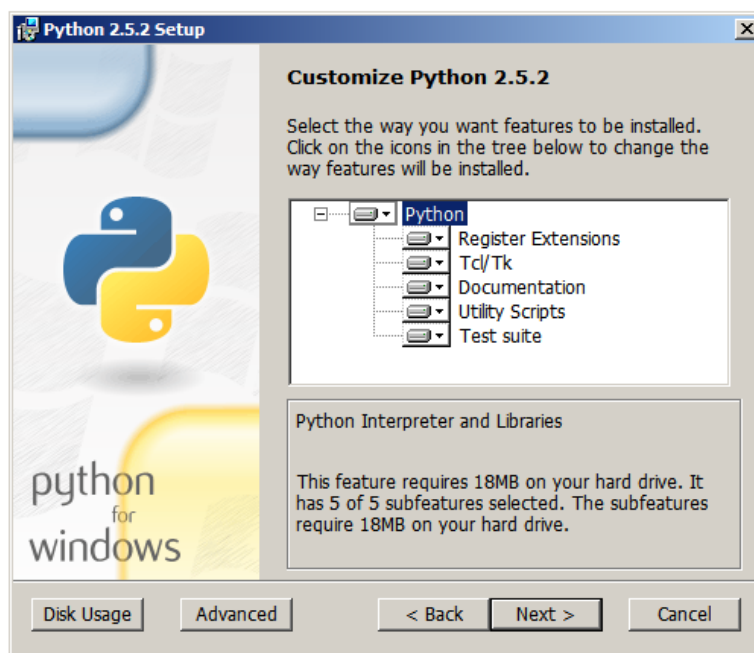 Python 2.5.2 Setup
Customize Python 2.5.2
Select the way you want features to be installed.
Click on the icons in the tree below to change the
way features will be installed.
Python
Register Extensions
Tcl/Tk
Documentation
Utility Scripts
Test suite
Python Interpreter and Libraries
This feature requires 18MB on your hard drive. It
has 5 of 5 subfeatures selected. The subfeatures
require 18MB on your hard drive.
python
for
windows
Disk Usage
Advanced
< Back
Next >
Cancel